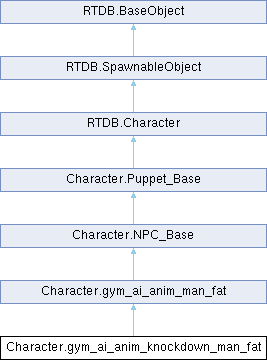 RTDB.BaseObject
RTDB.SpawnableObject
RTDB.Character
Character.Puppet_Base
Character.NPC_Base
Character.gym_ai_anim_man_fat
Character.gym_ai_anim_knockdown_man_fat